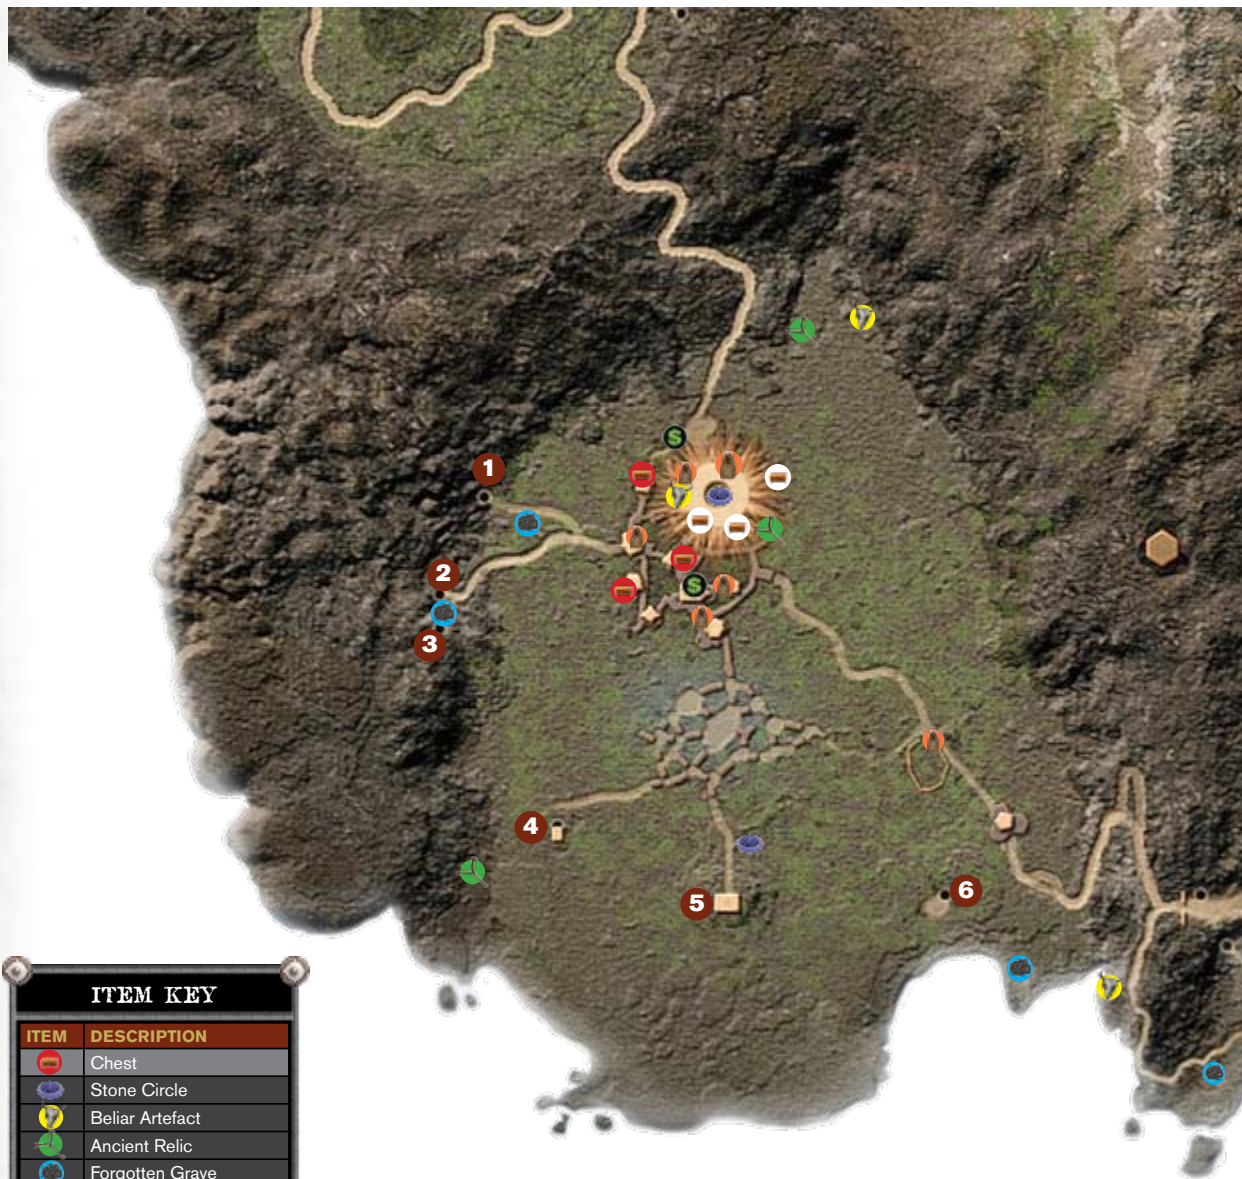 S
1
2
S
3
4
5
6
ITEM KEY
ITEM DESCRIPTION
Chest
Stone Circle
Beliar Artefact
Ancient Relic
Forgotten Grave